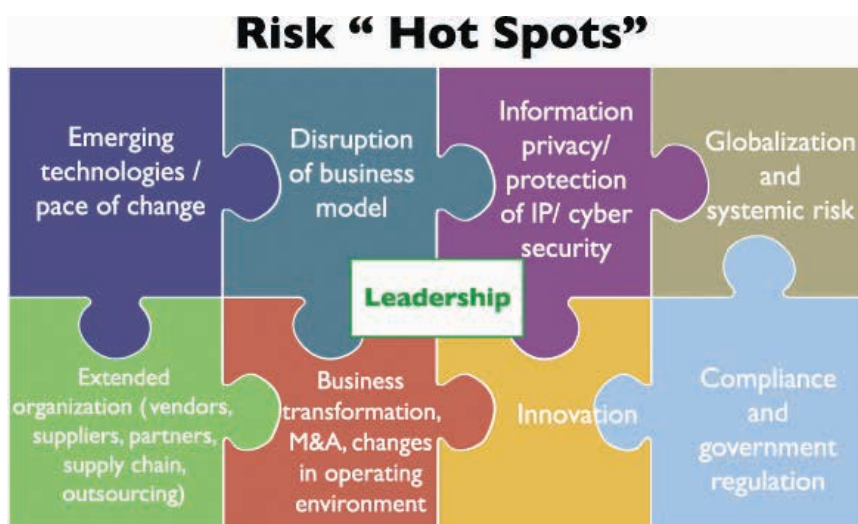 Risk “ Hot Spots”
Emerging
technologies /
pace of change
Disruption
of business
model
Information
privacy/
protection
of IP/ cyber
security
Globalization
and
systemic risk
Leadership
Extended
organization (vendors,
suppliers, partners,
supply chain,
outsourcing)
Business
transformation,
M&A, changes
in operating
environment
Innovation
Compliance
and
government
regulation